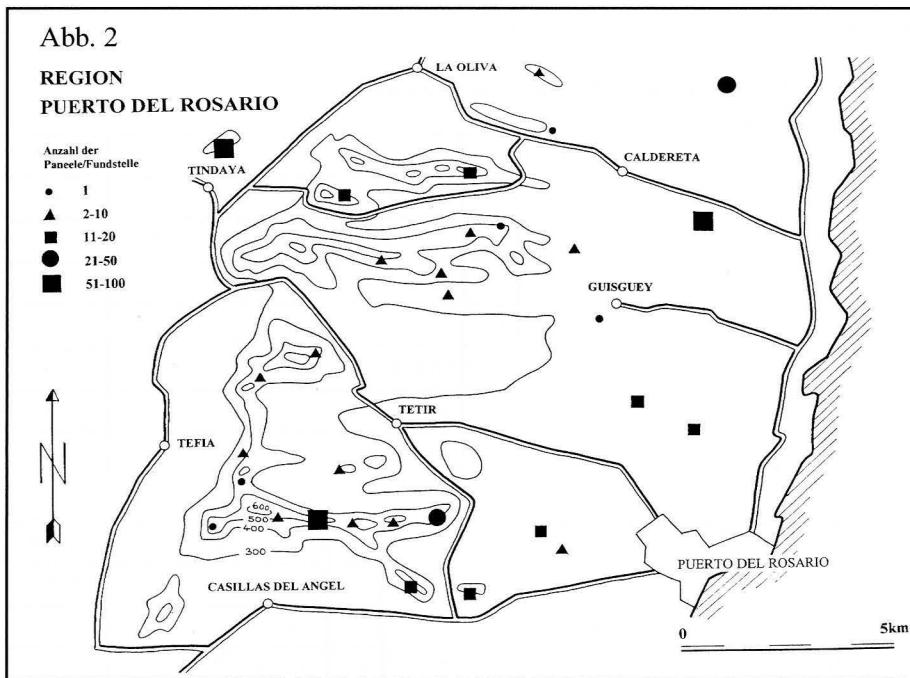 Abb. 2
REGION
PUERTO DEL ROSARIO
Anzahl der
Paneele/Fundstelle
1
2-10
11-20
21-50
51-100
LA OLIVA
TINDAYA
CALDERETA
GUISGUEY
TETIR
TEFIA
N
600
500
400
300
CASILLAS DEL ANGEL
PUERTO DEL ROSARIO
0 5km